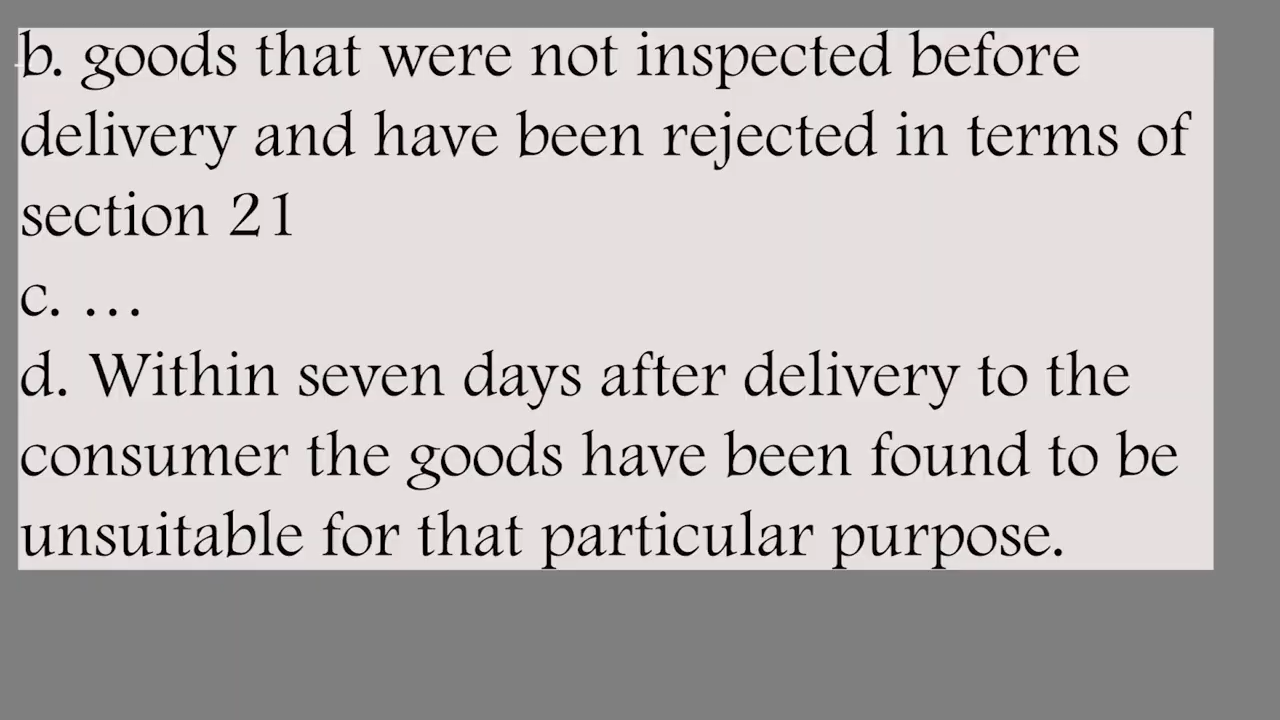 b. goods that were not inspected before
delivery and have been rejected in terms of
section 21
c. …
d. Within seven days after delivery to the
consumer the goods have been found to be
unsuitable for that particular purpose.